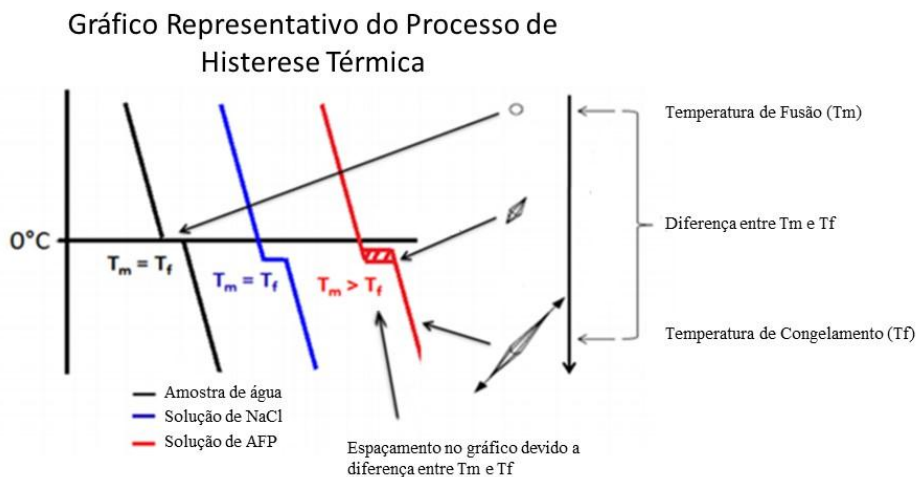 Gráfico Representativo do Processo de
Histerese Térmica
Temperatura de Fusão (Tm)
Diferença entre Tm e Tf
0°C
Tm = Tf
Tm = Tf
Tm > Tf
Temperatura de Congelamento (Tf)
Amostra de água
Solução de NaCl
Solução de AFP
Espaçamento no gráfico devido a
diferença entre Tm e Tf